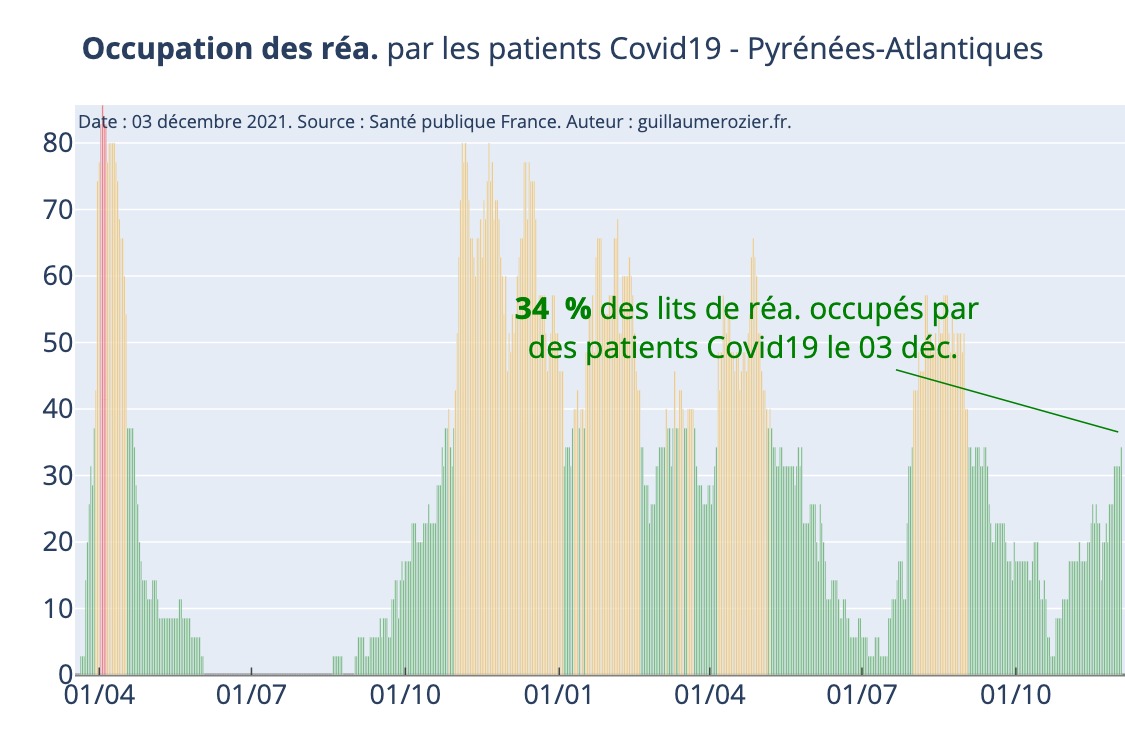 Occupation des réa. par les patients Covid19 - Pyrénées-Atlantiques
Date : 03 décembre 2021. Source : Santé publique France. Auteur : guillaumerozier.fr.
80
70
60
34 % des lits de réa. occupés par
des patients Covid19 le 03 déc.
50
40
30
20
10
0
01/04 01/07 01/10 01/01 01/04 01/07 01/10